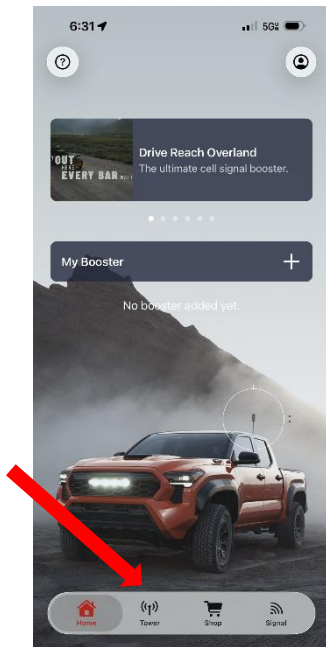 6:31
5G
Drive Reach Overland
The ultimate cell signal booster.
'OUT
HERE
EVERY BAR
My Booster
+
No booster added yet.
Home
Tower
Shop
Signal